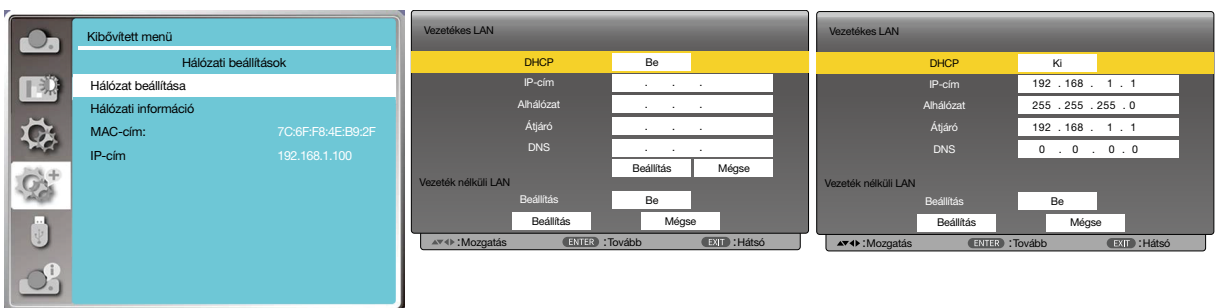 Kibővített menü
Hálózati beállítások
Hálózat beállítása
Hálózati információ
MAC-cím: 7C:6F:F8:4E:B9:2F
IP-cím 192.168.1.100
Vezetékes LAN
DHCP Be
IP-cím . . .
Alhálózat . . .
Átjáró . . .
DNS . . .
Beállítás Mégse
Vezeték nélküli LAN
Beállítás Be
Beállítás Mégse
:Mozgatás ENTER :Tovább EXIT :Hátsó
Vezetékes LAN
DHCP Ki
IP-cím 192 . 168 . 1 . 1
Alhálózat 255 . 255 . 255 . 0
Átjáró 192 . 168 . 1 . 1
DNS 0 . 0 . 0 . 0
Vezeték nélküli LAN
Beállítás Be
Beállítás Mégse
:Mozgatás ENTER :Tovább EXIT :Hátsó